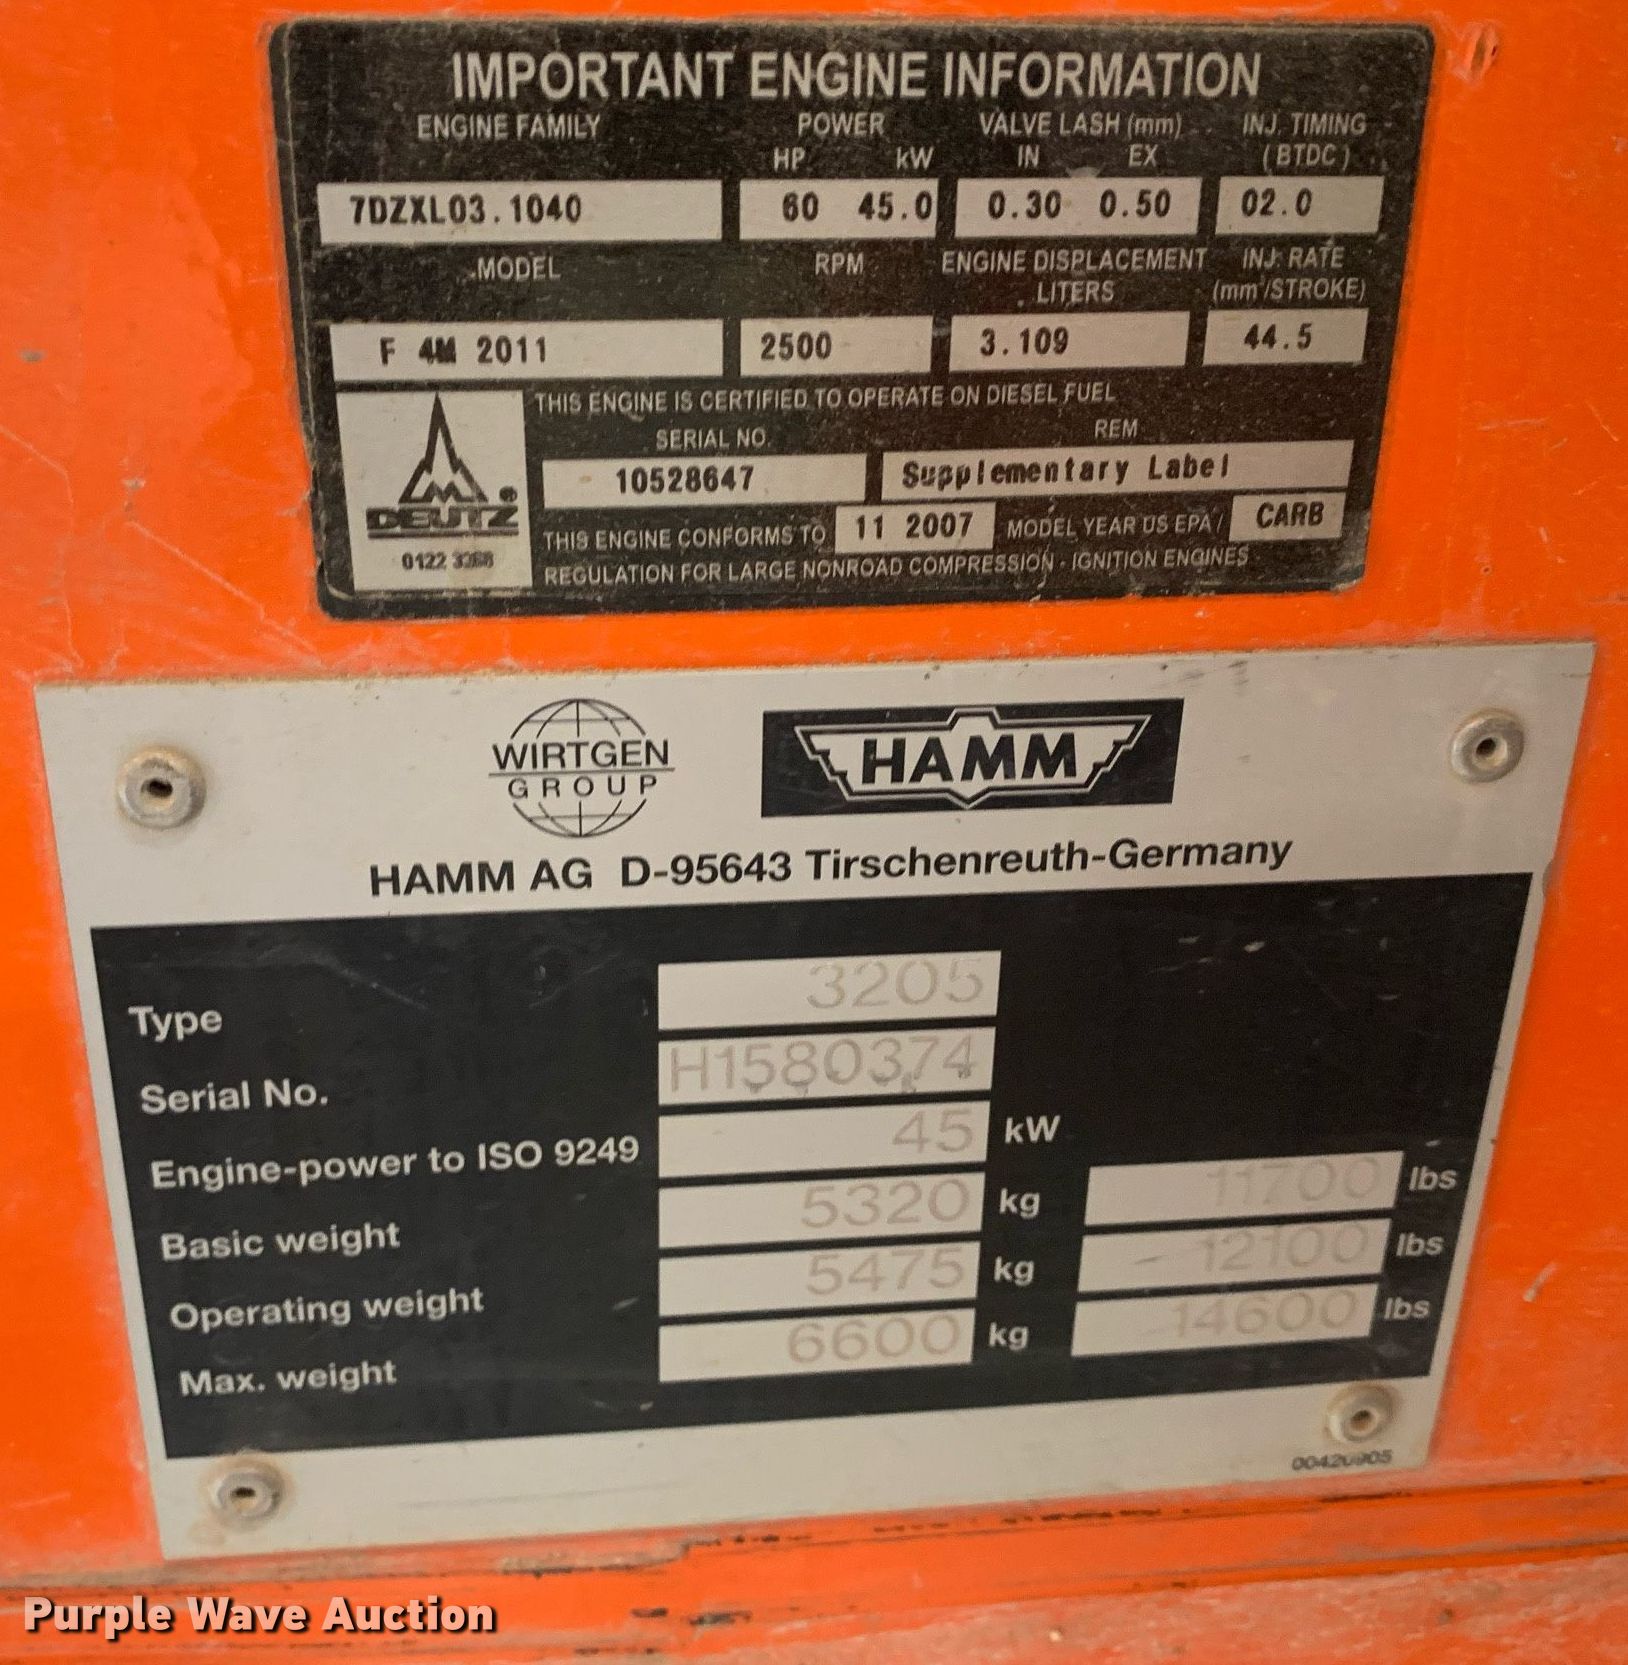 IMPORTANT ENGINE INFORMATION
ENGINE FAMILY POWER VALVE LASH (mm) INJ. TIMING
HP kW IN EX (BTDC)
7DZXL03.1040 60 45.0 0.30 0.50 02.0
MODEL RPM ENGINE DISPLACEMENT INJ. RATE
LITERS (mm³/STROKE)
F 4M 2011 2500 3.109 44.5
THIS ENGINE IS CERTIFIED TO OPERATE ON DIESEL FUEL
SERIAL NO. REM
10528647 Supplementary Label
DEUTZ ®
THIS ENGINE CONFORMS TO 11 2007 MODEL YEAR US EPA / CARB
0122 REGULATION FOR LARGE NONROAD COMPRESSION - IGNITION ENGINES
WIRTGEN
GROUP
HAMM
HAMM AG D-95643 Tirschenreuth-Germany
Type 3205
Serial No. H1580374
Engine-power to ISO 9249 45 kW
Basic weight 5320 kg 11700 lbs
Operating weight 5475 kg 12100 lbs
Max. weight 6600 kg 14600 lbs
Purple Wave Auction